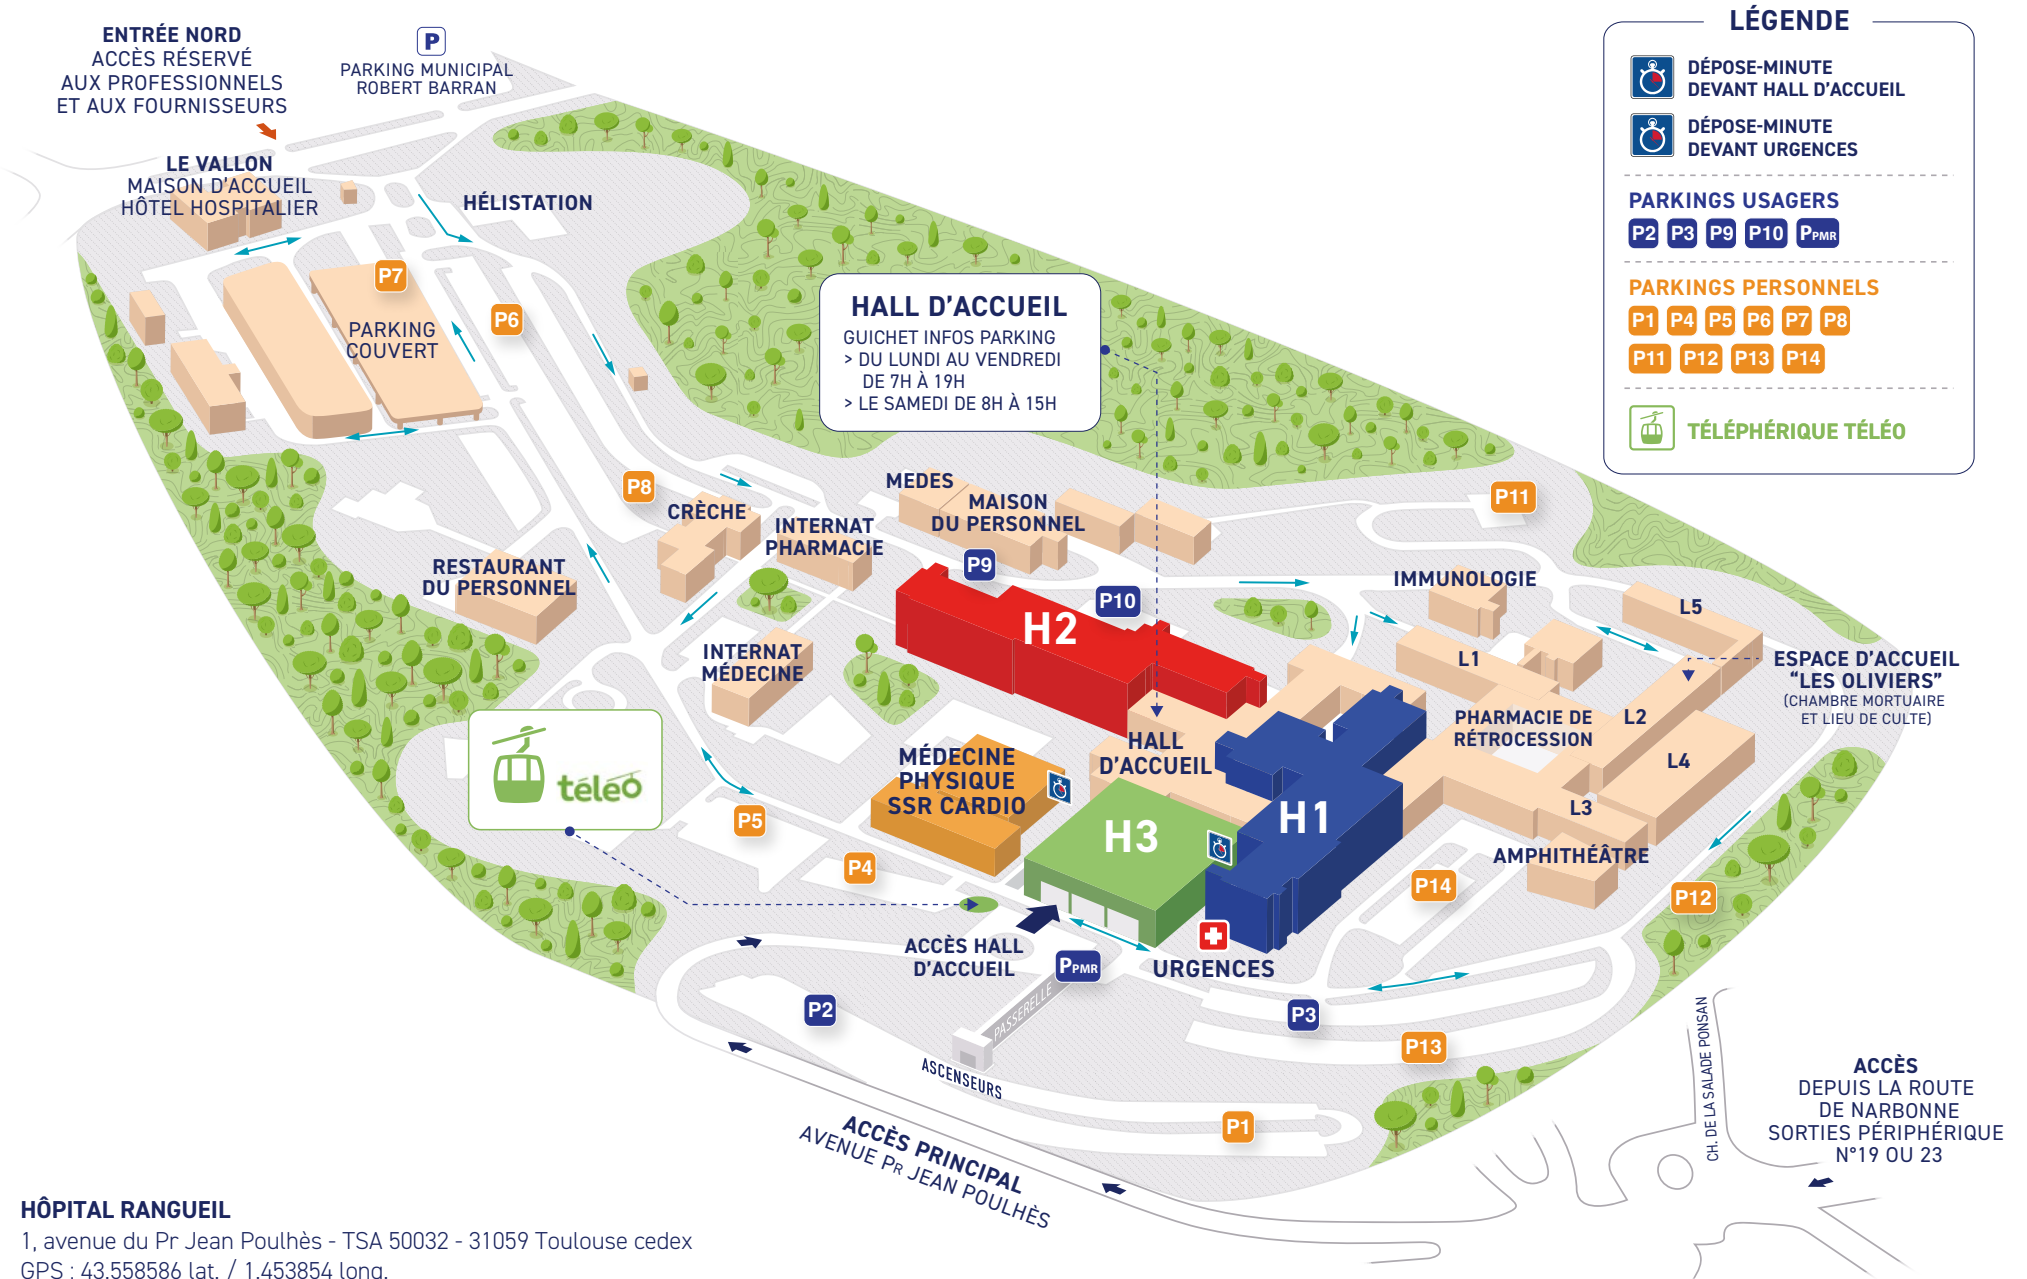 ENTRÉE NORD
ACCÈS RÉSERVÉ
AUX PROFESSIONNELS
ET AUX FOURNISSEURS
P
PARKING MUNICIPAL
ROBERT BARRAN
LE VALLON
MAISON D'ACCUEIL
HÔTEL HOSPITALIER
HÉLISTATION
P7
PARKING
COUVERT
P6
HALL D'ACCUEIL
GUICHET INFOS PARKING
> DU LUNDI AU VENDREDI
DE 7H À 19H
> LE SAMEDI DE 8H À 15H
LÉGENDE
DÉPOSE-MINUTE
DEVANT HALL D'ACCUEIL
DÉPOSE-MINUTE
DEVANT URGENCES
PARKINGS USAGERS
P2 P3 P9 P10 PPMR
PARKINGS PERSONNELS
P1 P4 P5 P6 P7 P8
P11 P12 P13 P14
TÉLÉPHÉRIQUE TÉLÉO
P8
CRÈCHE
INTERNAT
PHARMACIE
MEDES
MAISON
DU PERSONNEL
P11
RESTAURANT
DU PERSONNEL
P9
P10
H2
IMMUNOLOGIE
L5
L1
INTERNAT
MÉDECINE
ESPACE D'ACCUEIL
“LES OLIVIERS”
(CHAMBRE MORTUAIRE
ET LIEU DE CULTE)
L2
PHARMACIE DE
RÉTROCESSION
L4
L3
AMPHITHÉÂTRE
téléo
MÉDECINE
PHYSIQUE
SSR CARDIO
HALL
D'ACCUEIL
H3
H1
P5
P4
P14
P12
ACCÈS HALL
D'ACCUEIL
PPMR
URGENCES
P2
PASSERELLE
ASCENSEURS
P3
P13
P1
ACCÈS PRINCIPAL
AVENUE PR JEAN POULHÈS
CH. DE LA SALADE PONSAN
ACCÈS
DEPUIS LA ROUTE
DE NARBONNE
SORTIES PÉRIPHÉRIQUE
N°19 OU 23
HÔPITAL RANGUEIL
1, avenue du Pr Jean Poulhès - TSA 50032 - 31059 Toulouse cedex
GPS : 43.558586 lat. / 1.453854 long.